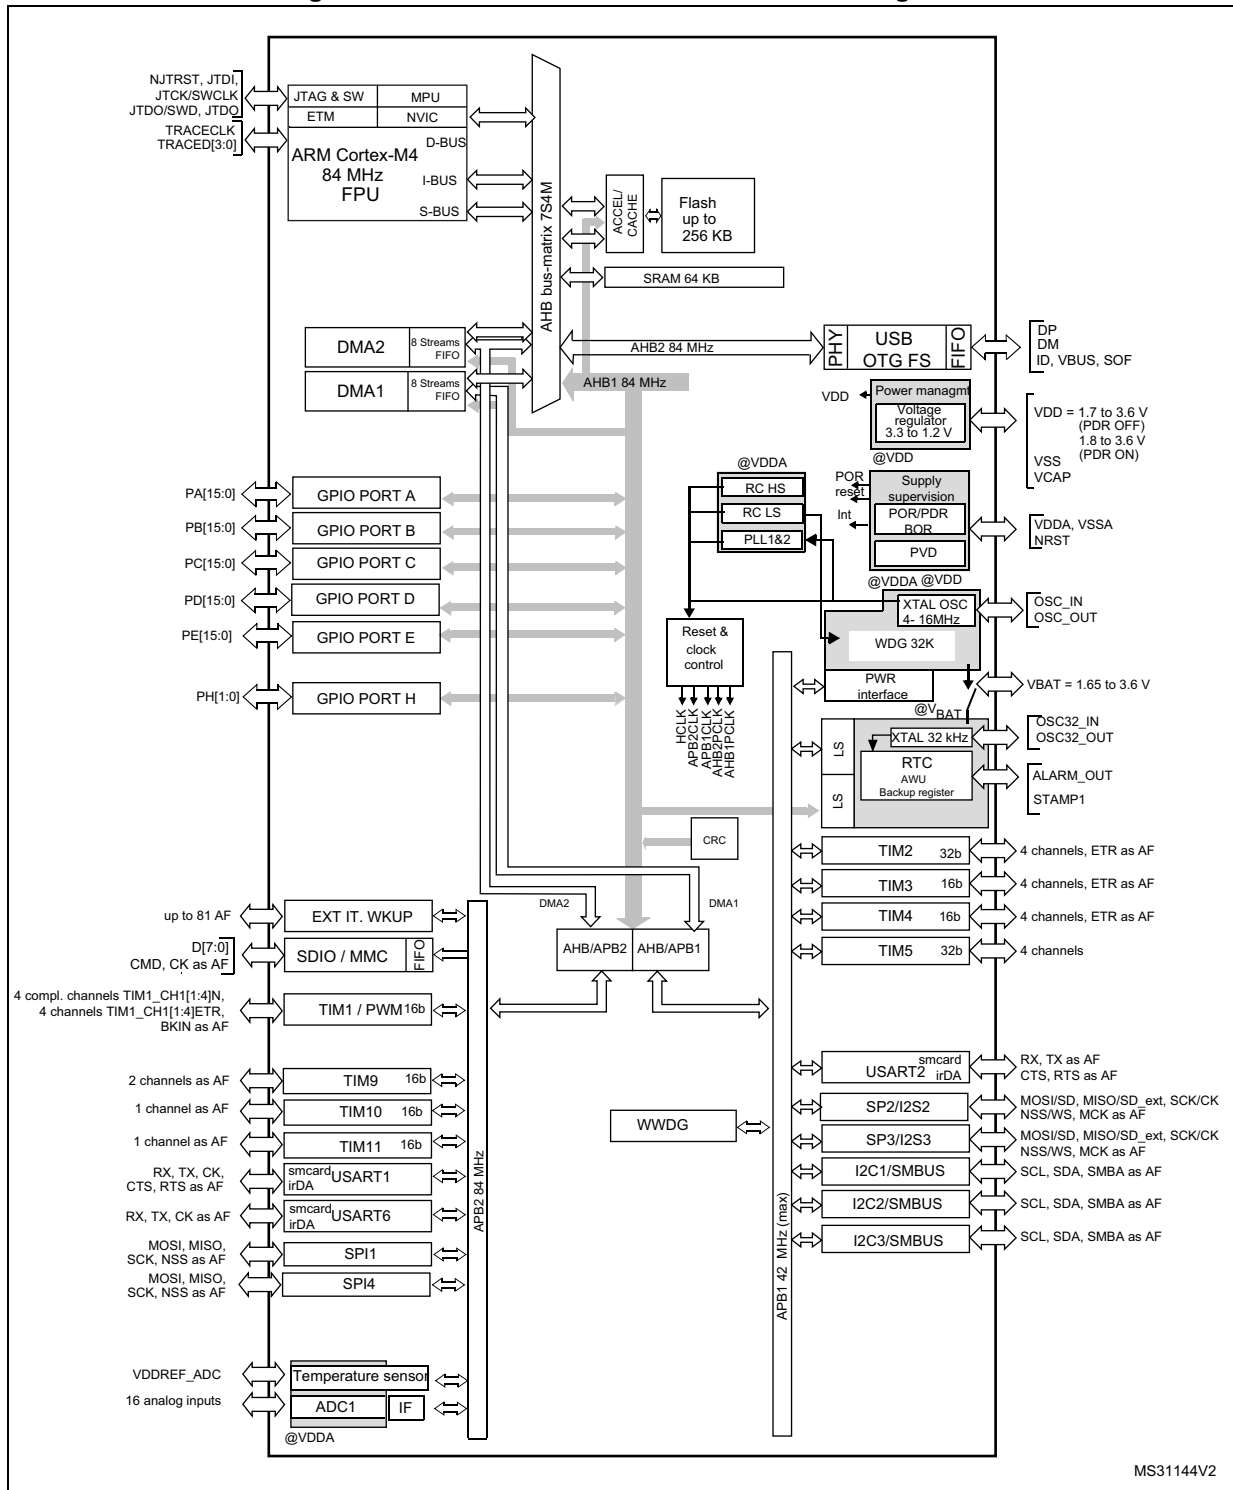 NJTRST, JTDI,
JTCK/SWCLK
JTDO/SWD, JTDO
TRACECLK
TRACED[3:0]
JTAG & SW
MPU
ETM
NVIC
D-BUS
ARM Cortex-M4
84 MHz
FPU
I-BUS
S-BUS
AHB bus-matrix 7S4M
ACCEL/
CACHE
Flash
up to
256 KB
SRAM 64 KB
DMA2
8 Streams
FIFO
DMA1
8 Streams
FIFO
AHB2 84 MHz
AHB1 84 MHz
PHY
USB
OTG FS
FIFO
DP
DM
ID, VBUS, SOF
VDD
Power managmt
Voltage
regulator
3.3 to 1.2 V
@VDD
VDD = 1.7 to 3.6 V
(PDR OFF)
1.8 to 3.6 V
(PDR ON)
VSS
VCAP
@VDDA
RC HS
RC LS
PLL1&2
POR
reset
Int
Supply
supervision
POR/PDR
BOR
PVD
VDDA, VSSA
NRST
@VDDA @VDD
PA[15:0]
GPIO PORT A
PB[15:0]
GPIO PORT B
PC[15:0]
GPIO PORT C
PD[15:0]
GPIO PORT D
PE[15:0]
GPIO PORT E
PH[1:0]
GPIO PORT H
XTAL OSC
4- 16MHz
OSC_IN
OSC_OUT
WDG 32K
Reset &
clock
control
PWR
interface
VBAT = 1.65 to 3.6 V
@VBAT
HCLK
APB2CLK
APB1CLK
AHB2PCLK
AHB1PCLK
LS
XTAL 32 kHz
OSC32_IN
OSC32_OUT
RTC
AWU
Backup register
LS
ALARM_OUT
STAMP1
CRC
TIM2 32b
4 channels, ETR as AF
TIM3 16b
4 channels, ETR as AF
TIM4 16b
4 channels, ETR as AF
TIM5 32b
4 channels
DMA2
DMA1
AHB/APB2
AHB/APB1
up to 81 AF
EXT IT. WKUP
D[7:0]
CMD, CK as AF
SDIO / MMC
FIFO
4 compl. channels TIM1_CH1[1:4]N,
4 channels TIM1_CH1[1:4]ETR,
BKIN as AF
TIM1 / PWM 16b
2 channels as AF
TIM9 16b
1 channel as AF
TIM10 16b
1 channel as AF
TIM11 16b
RX, TX, CK,
CTS, RTS as AF
smcard
irDA
USART1
RX, TX, CK as AF
smcard
irDA
USART6
MOSI, MISO,
SCK, NSS as AF
SPI1
MOSI, MISO,
SCK, NSS as AF
SPI4
VDDREF_ADC
Temperature sensor
16 analog inputs
ADC1
IF
@VDDA
APB2 84 MHz
WWDG
APB1 42 MHz (max)
USART2
smcard
irDA
RX, TX as AF
CTS, RTS as AF
SP2/I2S2
MOSI/SD, MISO/SD_ext, SCK/CK
NSS/WS, MCK as AF
SP3/I2S3
MOSI/SD, MISO/SD_ext, SCK/CK
NSS/WS, MCK as AF
I2C1/SMBUS
SCL, SDA, SMBA as AF
I2C2/SMBUS
SCL, SDA, SMBA as AF
I2C3/SMBUS
SCL, SDA, SMBA as AF
MS31144V2